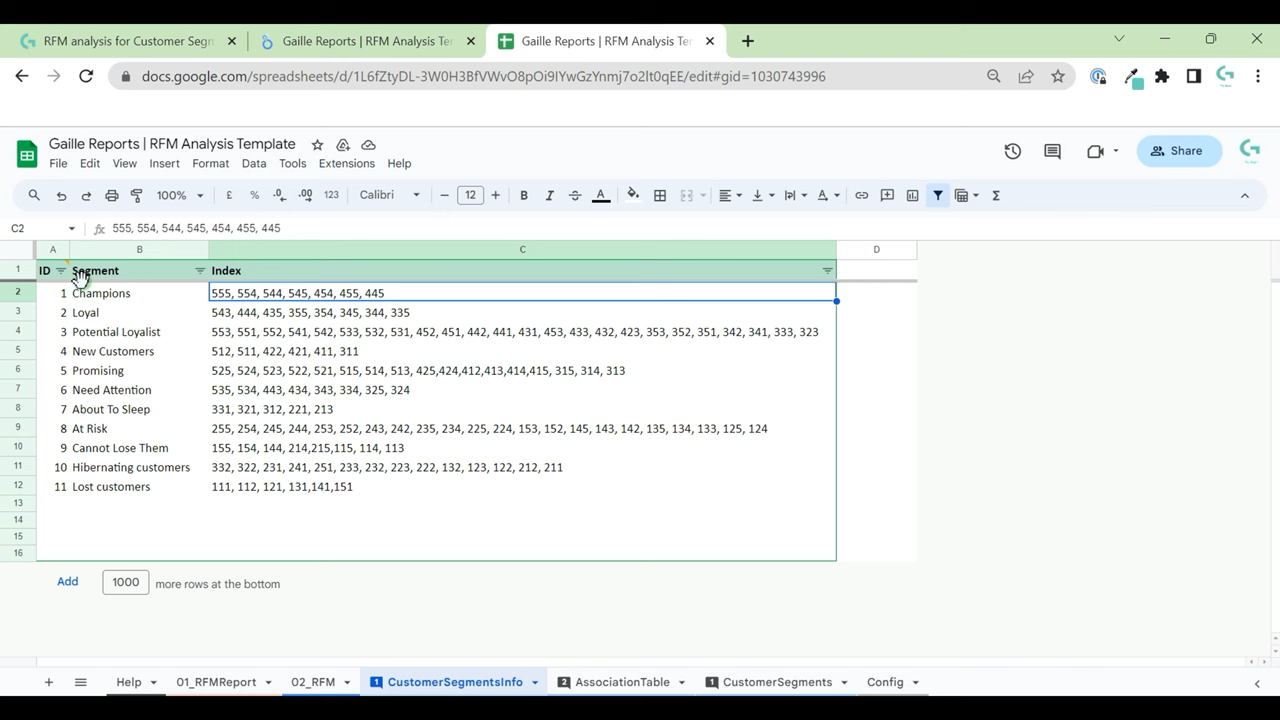 RFM analysis for Customer Segn
Gaille Reports | RFM Analysis Ter
Gaille Reports | RFM Analysis Ter
docs.google.com/spreadsheets/d/1L6fZtyDL-3W0H3BfVWvO8pOi9IYwGzYnmj7o2lt0qEE/edit#gid=1030743996
Gaille Reports | RFM Analysis Template
File Edit View Insert Format Data Tools Extensions Help
Share
100% £ % .0 .00 123 Calibri 12 B I A
C2 fx 555, 554, 544, 545, 454, 455, 445
A B C D
1 ID Segment Index
2 1 Champions 555, 554, 544, 545, 454, 455, 445
3 2 Loyal 543, 444, 435, 355, 354, 345, 344, 335
4 3 Potential Loyalist 553, 551, 552, 541, 542, 533, 532, 531, 452, 451, 442, 441, 431, 453, 433, 432, 423, 353, 352, 351, 342, 341, 333, 323
5 4 New Customers 512, 511, 422, 421, 411, 311
6 5 Promising 525, 524, 523, 522, 521, 515, 514, 513, 425,424,412,413,414,415, 315, 314, 313
7 6 Need Attention 535, 534, 443, 434, 343, 334, 325, 324
8 7 About To Sleep 331, 321, 312, 221, 213
9 8 At Risk 255, 254, 245, 244, 253, 252, 243, 242, 235, 234, 225, 224, 153, 152, 145, 143, 142, 135, 134, 133, 125, 124
10 9 Cannot Lose Them 155, 154, 144, 214,215,115, 114, 113
11 10 Hibernating customers 332, 322, 231, 241, 251, 233, 232, 223, 222, 132, 123, 122, 212, 211
12 11 Lost customers 111, 112, 121, 131,141,151
13
14
15
16
Add 1000 more rows at the bottom
Help 01_RFMReport 02_RFM 1 CustomerSegmentsInfo 2 AssociationTable 1 CustomerSegments Config